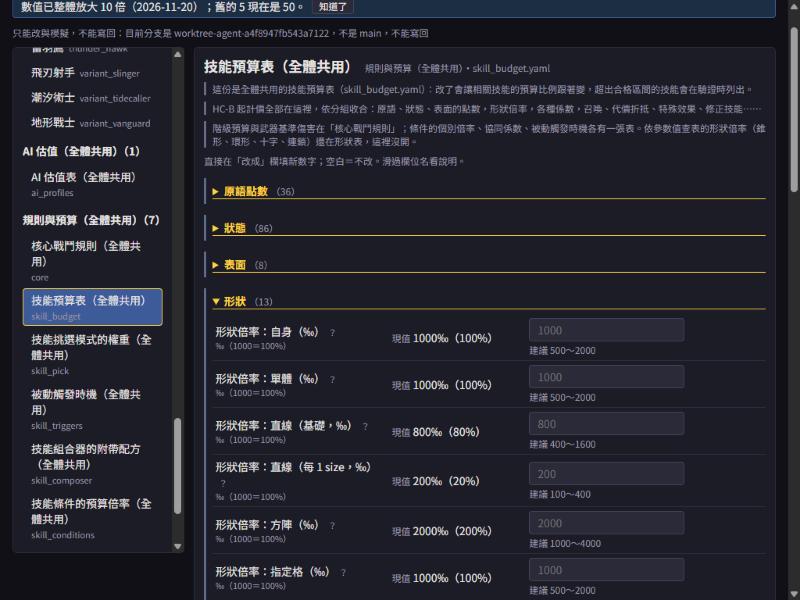 數值已整體放大 10 倍（2026-11-20）；舊的 5 現在是 50。 知道了
只能改與模擬，不能寫回：目前分支是 worktree-agent-a4f8947fb543a7122，不是 main，不能寫回
飛刃射手 variant_slinger
潮汐術士 variant_tidecaller
地形戰士 variant_vanguard
AI 估值（全體共用）（1）
AI 估值表（全體共用）
ai_profiles
規則與預算（全體共用）（7）
核心戰鬥規則（全體共用）
core
技能預算表（全體共用）
skill_budget
技能挑選模式的權重（全體共用）
skill_pick
被動觸發時機（全體共用）
skill_triggers
技能組合器的附帶配方（全體共用）
skill_composer
技能條件的預算倍率（全體共用）
skill_conditions
技能預算表（全體共用） 規則與預算（全體共用）・skill_budget.yaml
這份是全體共用的技能預算表（skill_budget.yaml）：改了會讓相關技能的預算比例跟著變，超出合格區間的技能會在驗證時列出。
HC-B 起計價全部在這裡，依分組收合：原語、狀態、表面的點數，形狀倍率，各種係數，召喚、代價折抵、特殊效果、修正技能……
階級預算與武器基準傷害在「核心戰鬥規則」；條件的個別倍率、協同係數、被動觸發時機各有一張表。依參數值查表的形狀倍率（錐形、環形、十字、連鎖）還在形狀表，這裡沒開。
直接在「改成」欄填新數字；空白＝不改。滑過欄位名看說明。
▶ 原語點數 （36）
▶ 狀態 （86）
▶ 表面 （8）
▼ 形狀 （13）
形狀倍率：自身（‰） ?
‰（1000＝100%）
現值 1000‰（100%）
1000
建議 500～2000
形狀倍率：單體（‰） ?
‰（1000＝100%）
現值 1000‰（100%）
1000
建議 500～2000
形狀倍率：直線（基礎，‰） ?
‰（1000＝100%）
現值 800‰（80%）
800
建議 400～1600
形狀倍率：直線（每 1 size，‰）
?
‰（1000＝100%）
現值 200‰（20%）
200
建議 100～400
形狀倍率：方陣（‰） ?
‰（1000＝100%）
現值 2000‰（200%）
2000
建議 1000～4000
形狀倍率：指定格（‰） ?
‰（1000＝100%）
現值 1000‰（100%）
1000
建議 500～2000